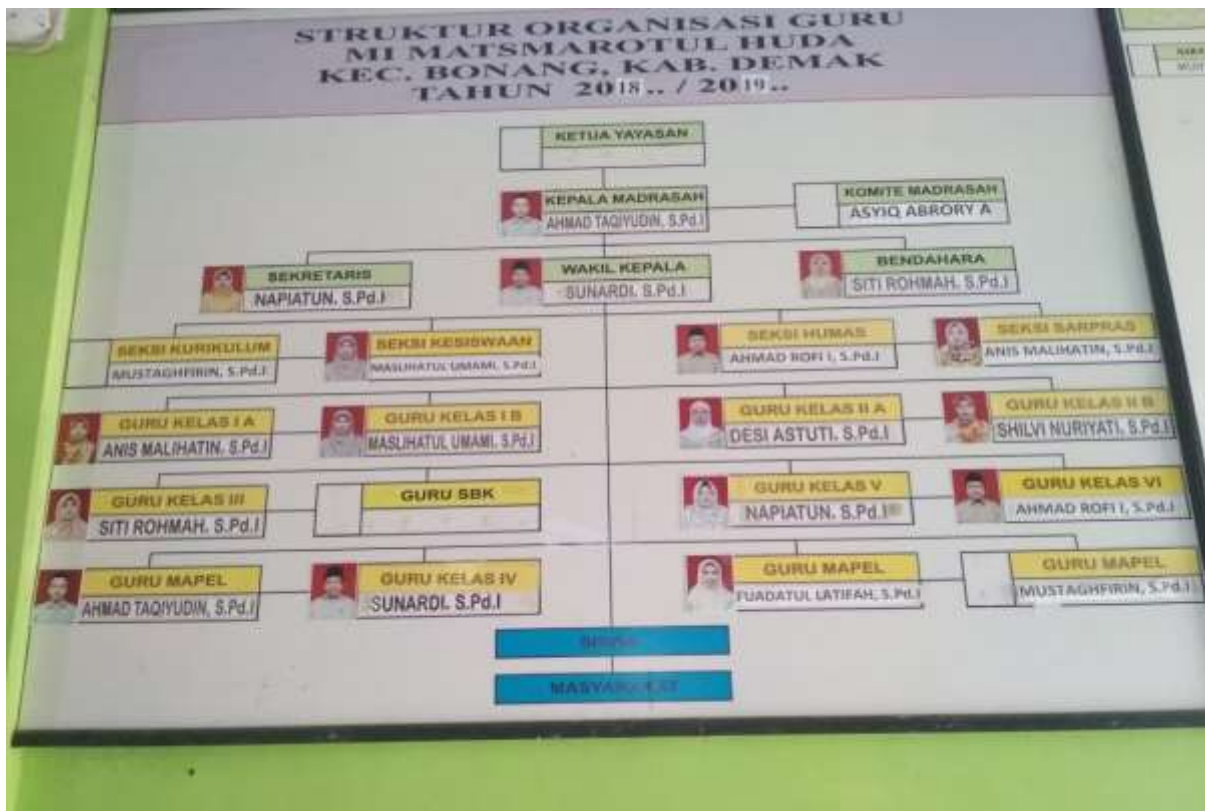 STRUKTUR ORGANISASI GURU
MI MATSMAROTUL HUDA
KEC. BONANG, KAB. DEMAK
TAHUN 2018.. / 2019..
KETUA YAYASAN
KEPALA MADRASAH
AHMAD TAQIYUDIN, S.Pd.I
KOMITE MADRASAH
ASYIQ ABRORY A
SEKRETARIS
NAPIATUN. S.Pd.I
WAKIL KEPALA
SUNARDI. S.Pd.I
BENDAHARA
SITI ROHMAH. S.Pd.I
SEKSI KURIKULUM
MUSTAGHFIRIN, S.Pd.I
SEKSI KESISWAAN
MASLIHATUL UMAMI, S.Pd.I
SEKSI HUMAS
AHMAD ROFI I, S.Pd.I
SEKSI SARPRAS
ANIS MALIHATIN, S.Pd.I
GURU KELAS I A
ANIS MALIHATIN, S.Pd.I
GURU KELAS I B
MASLIHATUL UMAMI, S.Pd.I
GURU KELAS II A
DESI ASTUTI. S.Pd.I
GURU KELAS II B
SHILVI NURIYATI, S.Pd.I
GURU KELAS III
SITI ROHMAH. S.Pd.I
GURU SBK
GURU KELAS V
NAPIATUN. S.Pd.I
GURU KELAS VI
AHMAD ROFI I, S.Pd.I
GURU MAPEL
AHMAD TAQIYUDIN, S.Pd.I
GURU KELAS IV
SUNARDI. S.Pd.I
GURU MAPEL
FUADATUL LATIFAH, S.Pd.I
GURU MAPEL
MUSTAGHFIRIN, S.Pd.I
MASYARAKAT